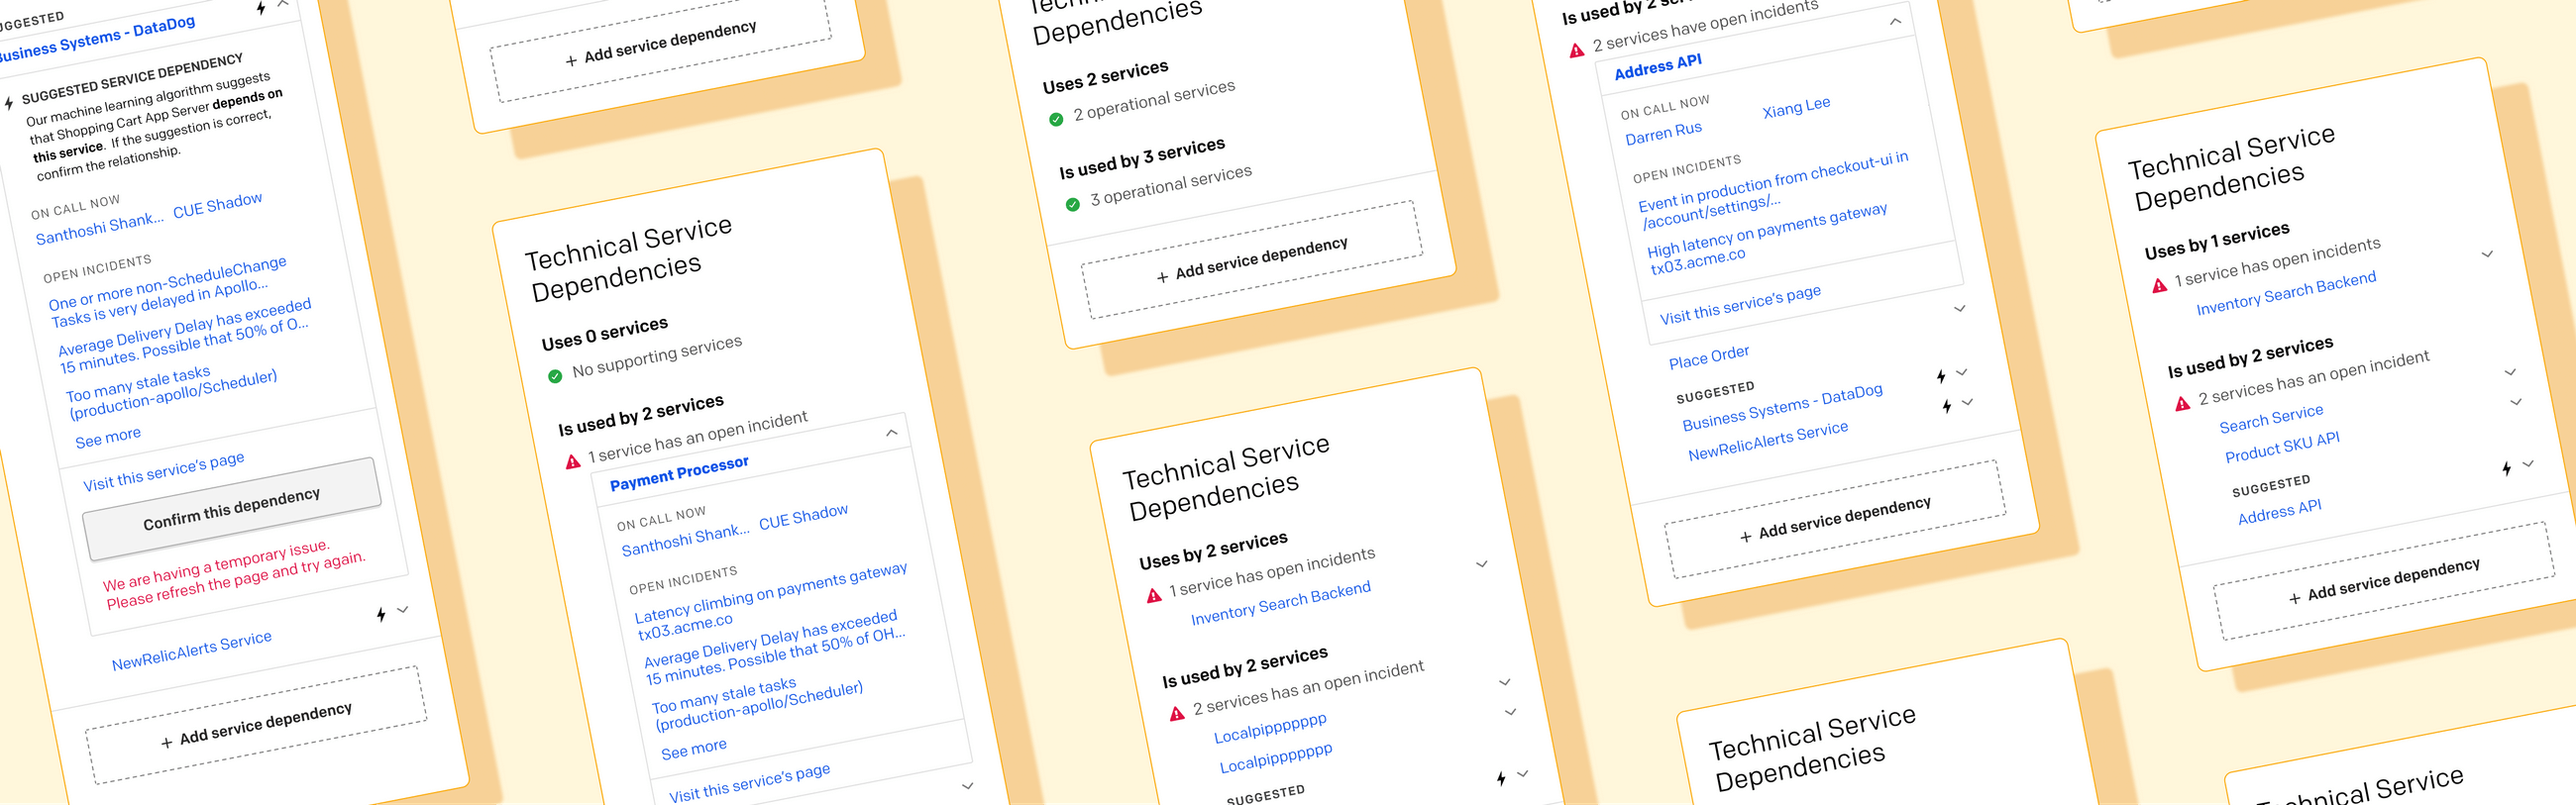 SUGGESTED
Business Systems - DataDog
SUGGESTED SERVICE DEPENDENCY
Our machine learning algorithm suggests
that Shopping Cart App Server depends on
this service. If the suggestion is correct,
confirm the relationship.
ON CALL NOW
Santhoshi Shank... CUE Shadow
OPEN INCIDENTS
One or more non-ScheduleChange
Tasks is very delayed in Apollo...
Average Delivery Delay has exceeded
15 minutes. Possible that 50% of O...
Too many stale tasks
(production-apollo/Scheduler)
See more
Visit this service's page
Confirm this dependency
We are having a temporary issue.
Please refresh the page and try again.
NewRelicAlerts Service
+ Add service dependency
+ Add service dependency
Technical Service
Dependencies
Uses 0 services
No supporting services
Is used by 2 services
1 service has an open incident
Payment Processor
ON CALL NOW
Santhoshi Shank... CUE Shadow
OPEN INCIDENTS
Latency climbing on payments gateway
tx03.acme.co
Average Delivery Delay has exceeded
15 minutes. Possible that 50% of OH...
Too many stale tasks
(production-apollo/Scheduler)
See more
Visit this service's page
Technical Service
Dependencies
Uses 2 services
2 operational services
Is used by 3 services
3 operational services
+ Add service dependency
Technical Service
Dependencies
Uses by 2 services
1 service has open incidents
Inventory Search Backend
Is used by 2 services
2 services has an open incident
Localpippppppp
Localpippppppp
SUGGESTED
Is used by 2 services
2 services have open incidents
Address API
ON CALL NOW
Darren Rus Xiang Lee
OPEN INCIDENTS
Event in production from checkout-ui in
/account/settings/...
High latency on payments gateway
tx03.acme.co
Visit this service's page
Place Order
SUGGESTED
Business Systems - DataDog
NewRelicAlerts Service
+ Add service dependency
Technical Service
Dependencies
Technical Service
Dependencies
Uses by 1 services
1 service has open incidents
Inventory Search Backend
Is used by 2 services
2 services has an open incident
Search Service
Product SKU API
SUGGESTED
Address API
+ Add service dependency
Technical Service